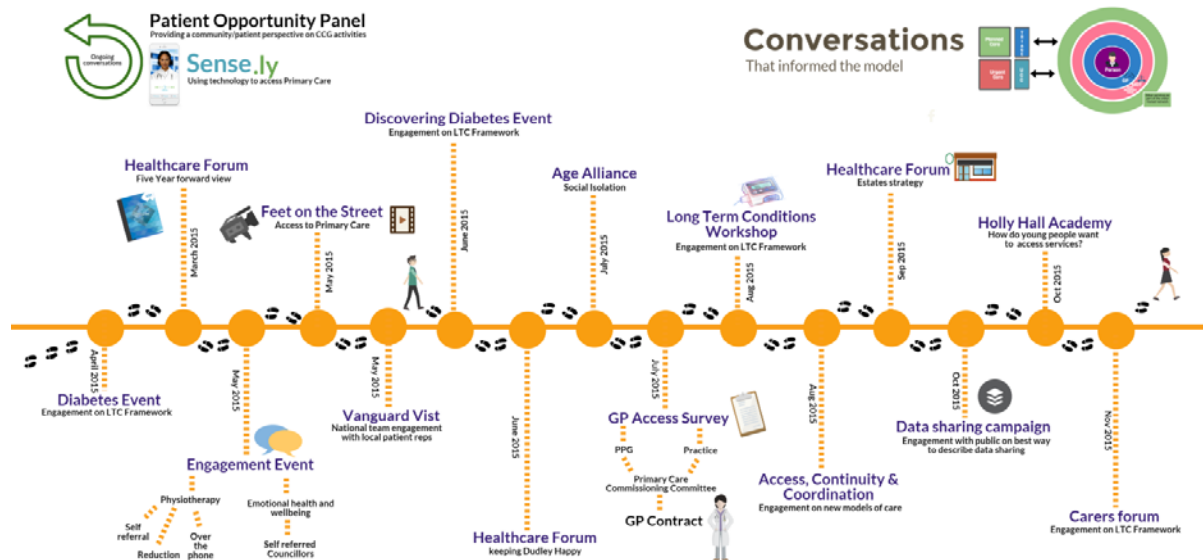 Patient Opportunity Panel
Providing a community/patient perspective on CCG activities
Ongoing
conversations
Sense.ly
Using technology to access Primary Care
Conversations
That informed the model
Planned
Care
Urgent
Care
Person
Discovering Diabetes Event
Engagement on LTC Framework
June 2015
Healthcare Forum
Five Year forward view
March 2015
Feet on the Street
Access to Primary Care
May 2015
Age Alliance
Social Isolation
July 2015
Long Term Conditions
Workshop
Engagement on LTC Framework
Aug 2015
Healthcare Forum
Estates strategy
Sep 2015
Holly Hall Academy
How do young people want
to access services?
Oct 2015
April 2015
Diabetes Event
Engagement on LTC Framework
May 2015
Engagement Event
Physiotherapy
Self
referral
Reduction
Over
the
phone
Emotional health and
wellbeing
Self referred
Councillors
May 2015
Vanguard Vist
National team engagement
with local patient reps
June 2015
Healthcare Forum
keeping Dudley Happy
July 2015
GP Access Survey
PPG
Practice
Primary Care
Commissioning Committee
GP Contract
Aug 2015
Access, Continuity &
Coordination
Engagement on new models of care
Oct 2015
Data sharing campaign
Engagement with public on best way
to describe data sharing
Nov 2015
Carers forum
Engagement on LTC Framework